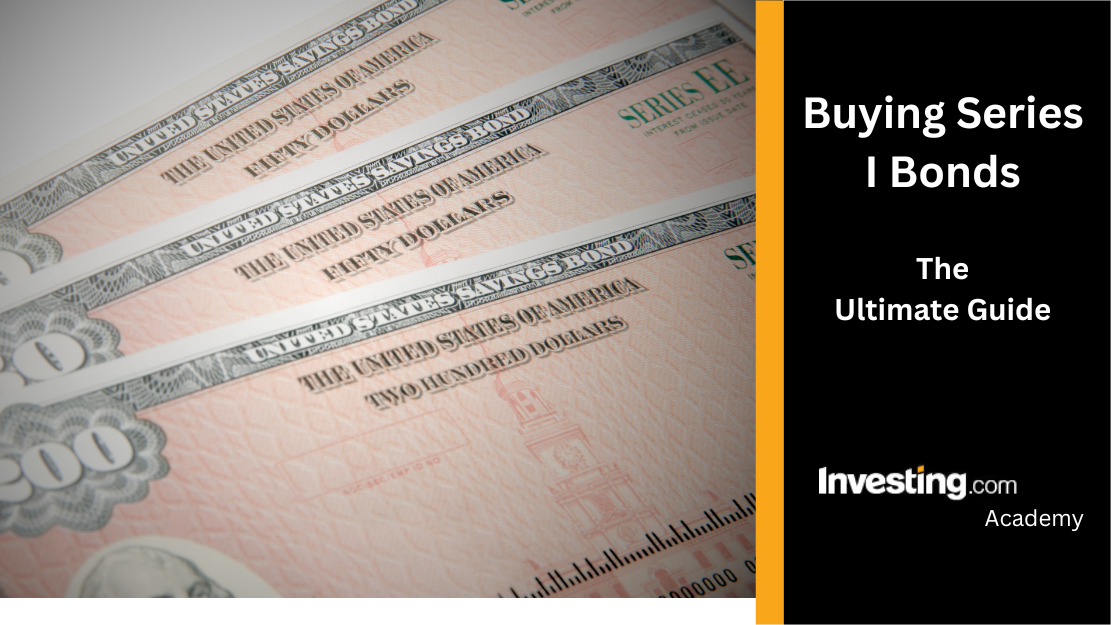 UNITED STATES SAVINGS BOND
THE UNITED STATES OF AMERICA
FIFTY DOLLARS
UNITED STATES SAVINGS BOND
SERIES EE
INTEREST CEASES 30 YEARS
FROM ISSUE DATE
THE UNITED STATES OF AMERICA
FIFTY DOLLARS
UNITED STATES SAVINGS BOND
THE UNITED STATES OF AMERICA
TWO HUNDRED DOLLARS
Buying Series
I Bonds
The
Ultimate Guide
Investing.com
Academy